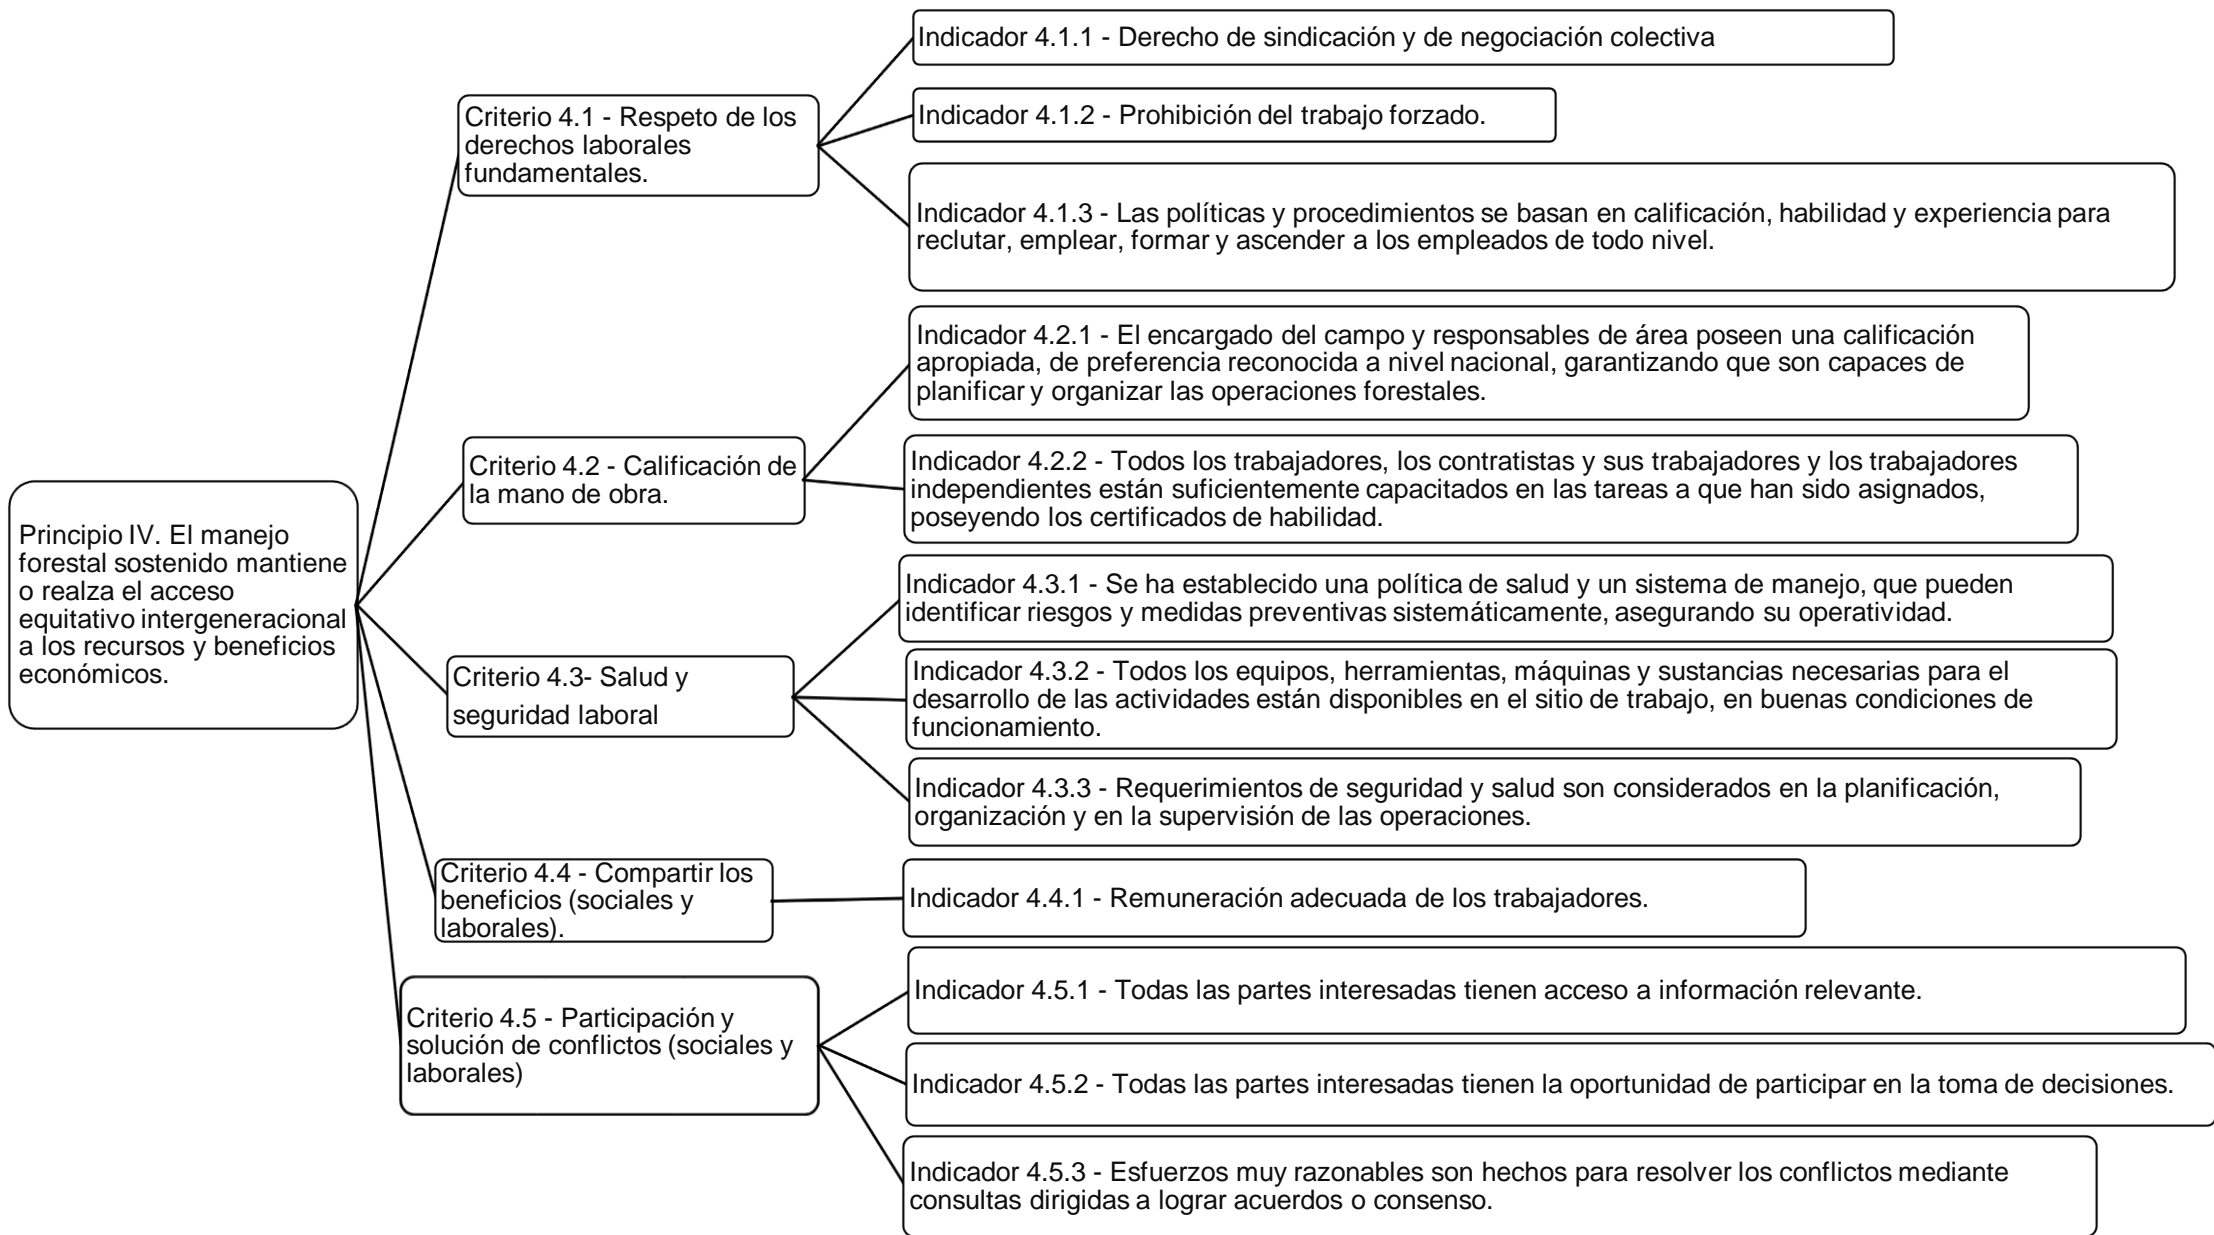 Principio IV. El manejo
forestal sostenido mantiene
o realza el acceso
equitativo intergeneracional
a los recursos y beneficios
económicos.
Criterio 4.1 - Respeto de los
derechos laborales
fundamentales.
Indicador 4.1.1 - Derecho de sindicación y de negociación colectiva
Indicador 4.1.2 - Prohibición del trabajo forzado.
Indicador 4.1.3 - Las políticas y procedimientos se basan en calificación, habilidad y experiencia para
reclutar, emplear, formar y ascender a los empleados de todo nivel.
Criterio 4.2 - Calificación de
la mano de obra.
Indicador 4.2.1 - El encargado del campo y responsables de área poseen una calificación
apropiada, de preferencia reconocida a nivel nacional, garantizando que son capaces de
planificar y organizar las operaciones forestales.
Indicador 4.2.2 - Todos los trabajadores, los contratistas y sus trabajadores y los trabajadores
independientes están suficientemente capacitados en las tareas a que han sido asignados,
poseyendo los certificados de habilidad.
Criterio 4.3- Salud y
seguridad laboral
Indicador 4.3.1 - Se ha establecido una política de salud y un sistema de manejo, que pueden
identificar riesgos y medidas preventivas sistemáticamente, asegurando su operatividad.
Indicador 4.3.2 - Todos los equipos, herramientas, máquinas y sustancias necesarias para el
desarrollo de las actividades están disponibles en el sitio de trabajo, en buenas condiciones de
funcionamiento.
Indicador 4.3.3 - Requerimientos de seguridad y salud son considerados en la planificación,
organización y en la supervisión de las operaciones.
Criterio 4.4 - Compartir los
beneficios (sociales y
laborales).
Indicador 4.4.1 - Remuneración adecuada de los trabajadores.
Criterio 4.5 - Participación y
solución de conflictos (sociales y
laborales)
Indicador 4.5.1 - Todas las partes interesadas tienen acceso a información relevante.
Indicador 4.5.2 - Todas las partes interesadas tienen la oportunidad de participar en la toma de decisiones.
Indicador 4.5.3 - Esfuerzos muy razonables son hechos para resolver los conflictos mediante
consultas dirigidas a lograr acuerdos o consenso.